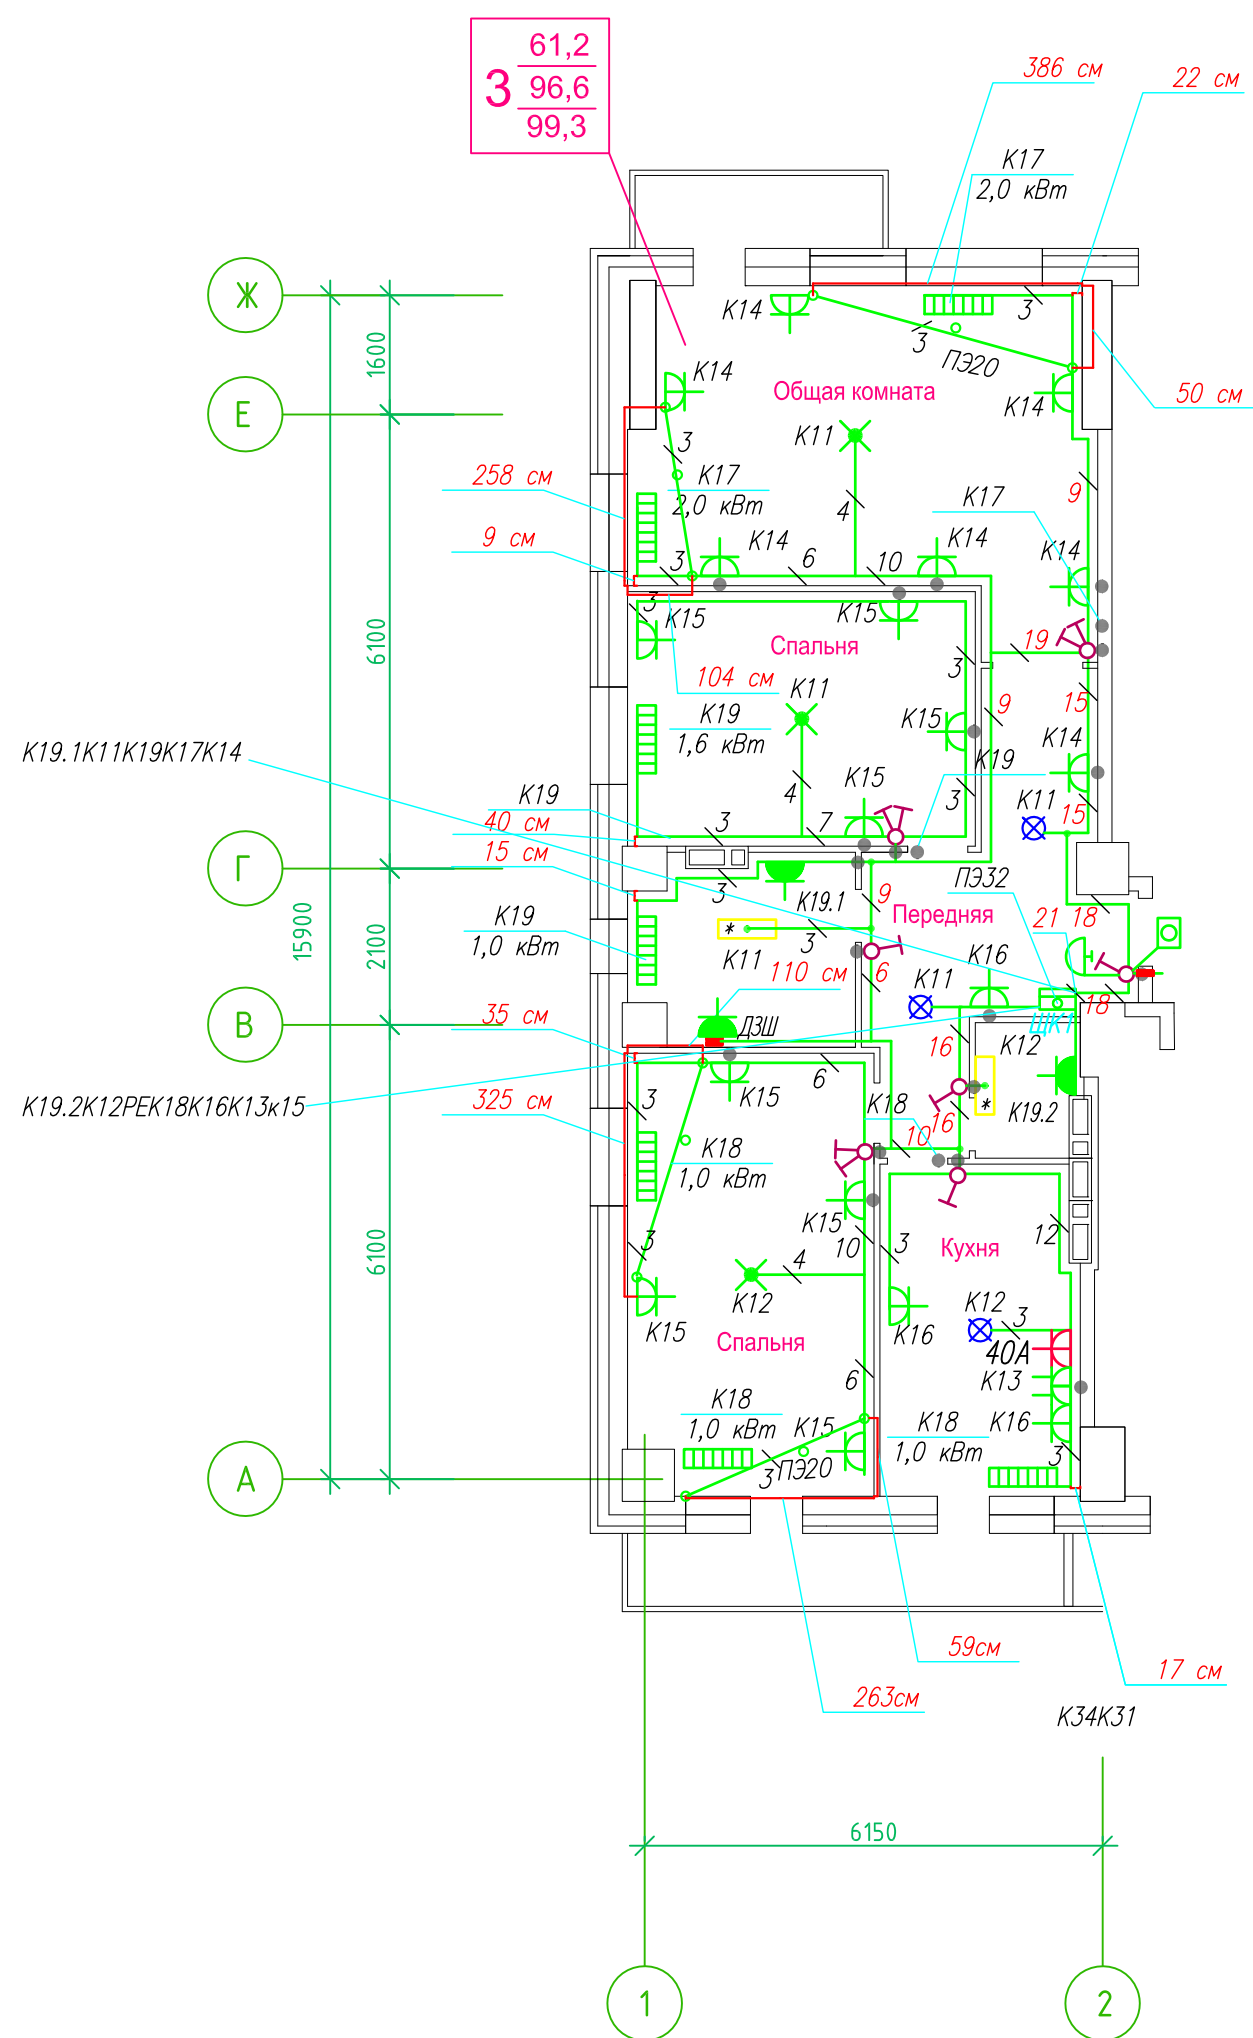 61,2
3
96,6
99,3
386 см
22 см
К17
2,0 кВт
Ж
К14
3
3
ПЭ20
1600
К14
Общая комната
К14
50 см
Е
К11
3
258 см
К17
2,0 кВт
4
9
К17
9 см
3
К14
6
10
К14
К14
3
К15
К15
6100
Спальня
19
3
104 см
К11
15
9
К19
1,6 кВт
К15
К14
К19.1К11К19К17К14
К19
4
К15
3
К19
К11
40 см
3
7
15
15 см
Г
3
К19.1
9
ПЭ32
Передняя
21
18
15900
2100
К19
1,0 кВт
*
К11
3
110 см
6
К11
К16
18
35 см
В
ДЗШ
ЩК1
16
К12
6
К19.2К12РЕК18К16К13к15
325 см
3
К15
К18
10
16
*
К19.2
К18
1,0 кВт
К15
3
10
3
Кухня
12
6100
4
К12
К12
3
К15
К16
Спальня
40А
6
К13
К18
1,0 кВт
К15
К18
1,0 кВт
К16
3
ПЭ20
3
А
59см
17 см
263см
К34К31
6150
1
2